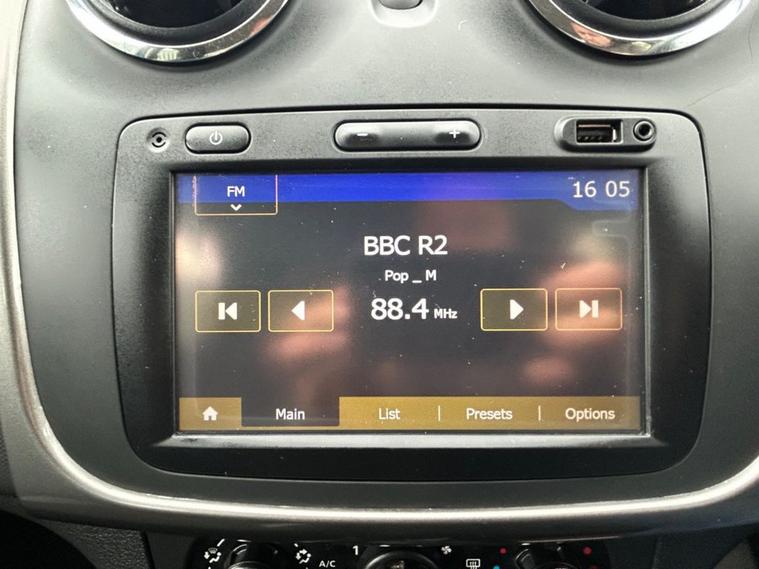 − +
FM 16 05
BBC R2
Pop _ M
88.4 MHz
Main List | Presets | Options
A/C 1